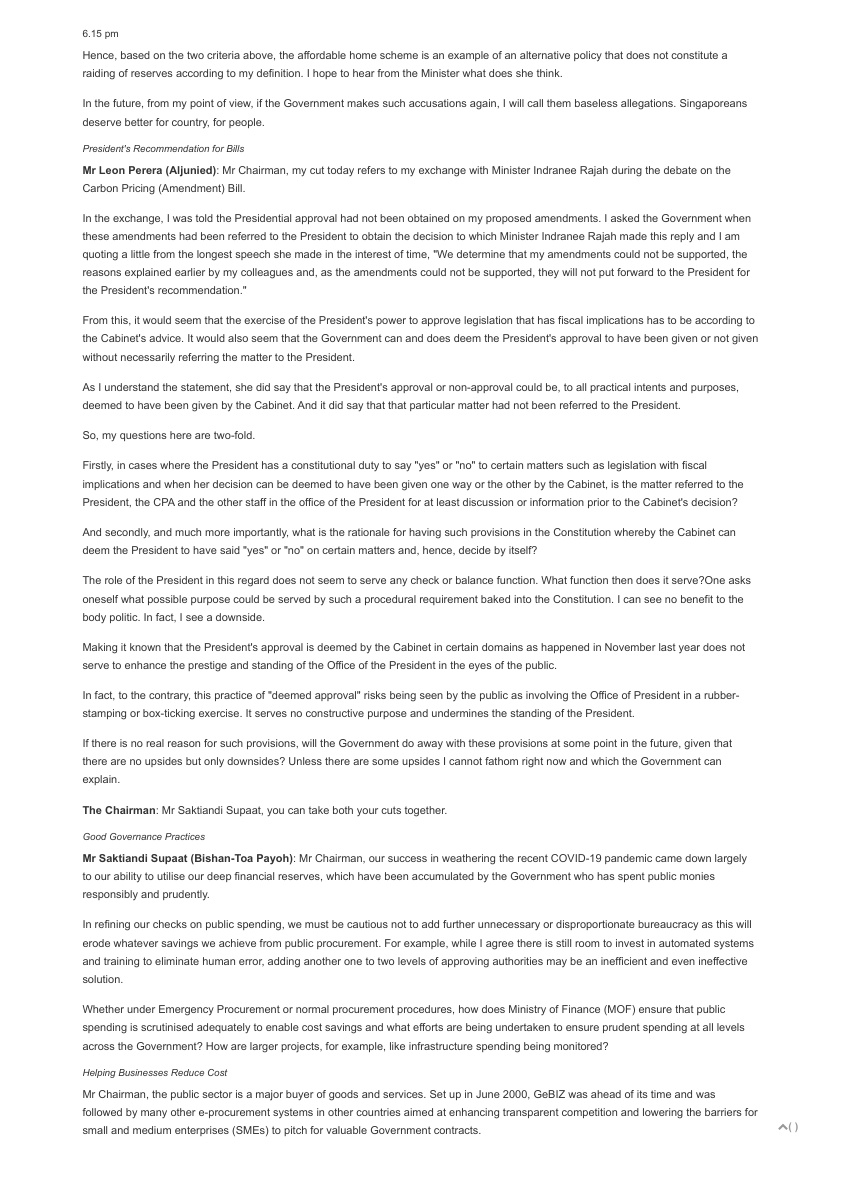 6.15 pm
Hence, based on the two criteria above, the affordable home scheme is an example of an alternative policy that does not constitute a
raiding of reserves according to my definition. I hope to hear from the Minister what does she think.
In the future, from my point of view, if the Government makes such accusations again, I will call them baseless allegations. Singaporeans
deserve better for country, for people.
President's Recommendation for Bills
Mr Leon Perera (Aljunied): Mr Chairman, my cut today refers to my exchange with Minister Indranee Rajah during the debate on the
Carbon Pricing (Amendment) Bill.
In the exchange, I was told the Presidential approval had not been obtained on my proposed amendments. I asked the Government when
these amendments had been referred to the President to obtain the decision to which Minister Indranee Rajah made this reply and I am
quoting a little from the longest speech she made in the interest of time, "We determine that my amendments could not be supported, the
reasons explained earlier by my colleagues and, as the amendments could not be supported, they will not put forward to the President for
the President's recommendation."
From this, it would seem that the exercise of the President's power to approve legislation that has fiscal implications has to be according to
the Cabinet's advice. It would also seem that the Government can and does deem the President's approval to have been given or not given
without necessarily referring the matter to the President.
As I understand the statement, she did say that the President's approval or non-approval could be, to all practical intents and purposes,
deemed to have been given by the Cabinet. And it did say that that particular matter had not been referred to the President.
So, my questions here are two-fold.
Firstly, in cases where the President has a constitutional duty to say "yes" or "no" to certain matters such as legislation with fiscal
implications and when her decision can be deemed to have been given one way or the other by the Cabinet, is the matter referred to the
President, the CPA and the other staff in the office of the President for at least discussion or information prior to the Cabinet's decision?
And secondly, and much more importantly, what is the rationale for having such provisions in the Constitution whereby the Cabinet can
deem the President to have said "yes" or "no" on certain matters and, hence, decide by itself?
The role of the President in this regard does not seem to serve any check or balance function. What function then does it serve?One asks
oneself what possible purpose could be served by such a procedural requirement baked into the Constitution. I can see no benefit to the
body politic. In fact, I see a downside.
Making it known that the President's approval is deemed by the Cabinet in certain domains as happened in November last year does not
serve to enhance the prestige and standing of the Office of the President in the eyes of the public.
In fact, to the contrary, this practice of "deemed approval" risks being seen by the public as involving the Office of President in a rubber-
stamping or box-ticking exercise. It serves no constructive purpose and undermines the standing of the President.
If there is no real reason for such provisions, will the Government do away with these provisions at some point in the future, given that
there are no upsides but only downsides? Unless there are some upsides I cannot fathom right now and which the Government can
explain.
The Chairman: Mr Saktiandi Supaat, you can take both your cuts together.
Good Governance Practices
Mr Saktiandi Supaat (Bishan-Toa Payoh): Mr Chairman, our success in weathering the recent COVID-19 pandemic came down largely
to our ability to utilise our deep financial reserves, which have been accumulated by the Government who has spent public monies
responsibly and prudently.
In refining our checks on public spending, we must be cautious not to add further unnecessary or disproportionate bureaucracy as this will
erode whatever savings we achieve from public procurement. For example, while I agree there is still room to invest in automated systems
and training to eliminate human error, adding another one to two levels of approving authorities may be an inefficient and even ineffective
solution.
Whether under Emergency Procurement or normal procurement procedures, how does Ministry of Finance (MOF) ensure that public
spending is scrutinised adequately to enable cost savings and what efforts are being undertaken to ensure prudent spending at all levels
across the Government? How are larger projects, for example, like infrastructure spending being monitored?
Helping Businesses Reduce Cost
Mr Chairman, the public sector is a major buyer of goods and services. Set up in June 2000, GeBIZ was ahead of its time and was
followed by many other e-procurement systems in other countries aimed at enhancing transparent competition and lowering the barriers for
small and medium enterprises (SMEs) to pitch for valuable Government contracts.
( )